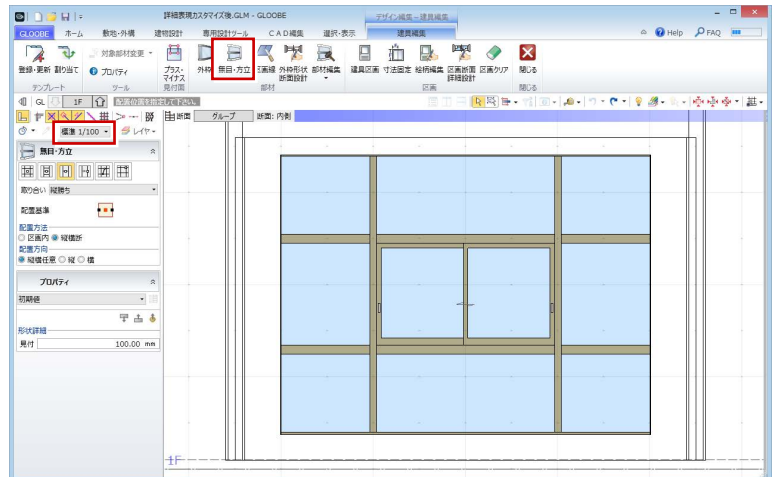 詳細表現カスタマイズ後.GLM - GLOOBE
デザイン編集－建具編集
GLOOBE ホーム 敷地・外構 建物設計 専用設計ツール CAD編集 選択・表示 建具編集 Help FAQ
対象部材変更
プロパティ
登録・更新 割り当て
プラス・マイナス
見付面
外枠 無目・方立 区画線 外枠形状 断面設計 部材編集
建具区画 寸法固定 絵柄編集 区画断面 詳細設計 区画クリア 閉じる
テンプレート ツール 部材 区画 閉じる
GL 1F 配置位置を指定して下さい。
標準 1/100 レイヤ
断面 グループ 断面: 内側
無目・方立
取り合い 縦勝ち
配置基準
配置方法
区画内 縦横断
配置方向
縦横任意 縦 横
プロパティ
初期値
形状詳細
見付 100.00 mm
1F